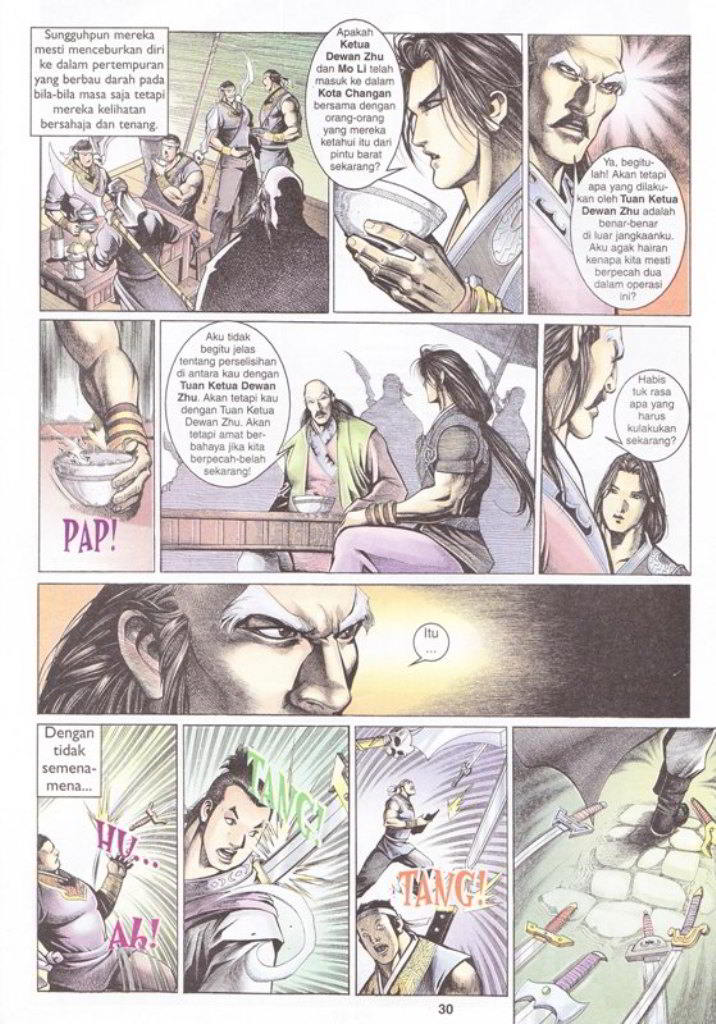 Sungguhpun mereka
mesti menceburkan diri
ke dalam pertempuran
yang berbau darah pada
bila-bila masa saja tetapi
mereka kelihatan
bersahaja dan tenang.
Apakah
Ketua
Dewan Zhu
dan Mo Li telah
masuk ke dalam
Kota Changan
bersama dengan
orang-orang
yang mereka
ketahui itu dari
pintu barat
sekarang?
Ya, begitu-
lah! Akan tetapi
apa yang dilaku-
kan oleh Tuan Ketua
Dewan Zhu adalah
benar-benar
di luar jangkaanku.
Aku agak hairan
kenapa kita mesti
berpecah dua
dalam operasi
ini?
PAP!
Aku tidak
begitu jelas
tentang perselisihan
di antara kau dengan
Tuan Ketua Dewan
Zhu. Akan tetapi kau
dengan Tuan Ketua
Dewan Zhu. Akan
tetapi amat ber-
bahaya jika kita
berpecah-belah
sekarang!
Habis
tuk rasa
apa yang
harus
kulakukan
sekarang?
Itu
...
Dengan
tidak
semena-
mena...
HU...
AH!
TANG!
TANG!
30